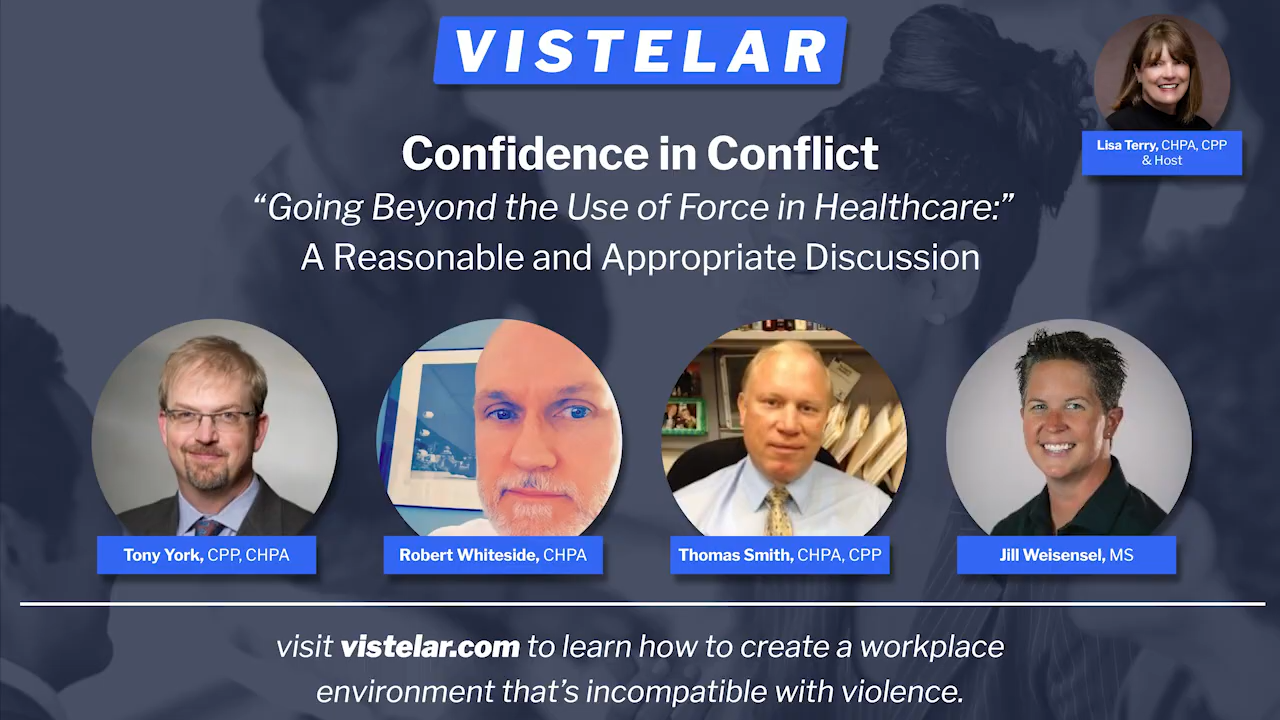 VISTELAR
Lisa Terry, CHPA, CPP
& Host
Confidence in Conflict
“Going Beyond the Use of Force in Healthcare:”
A Reasonable and Appropriate Discussion
Tony York, CPP, CHPA
Robert Whiteside, CHPA
Thomas Smith, CHPA, CPP
Jill Weisensel, MS
visit vistelar.com to learn how to create a workplace
environment that’s incompatible with violence.